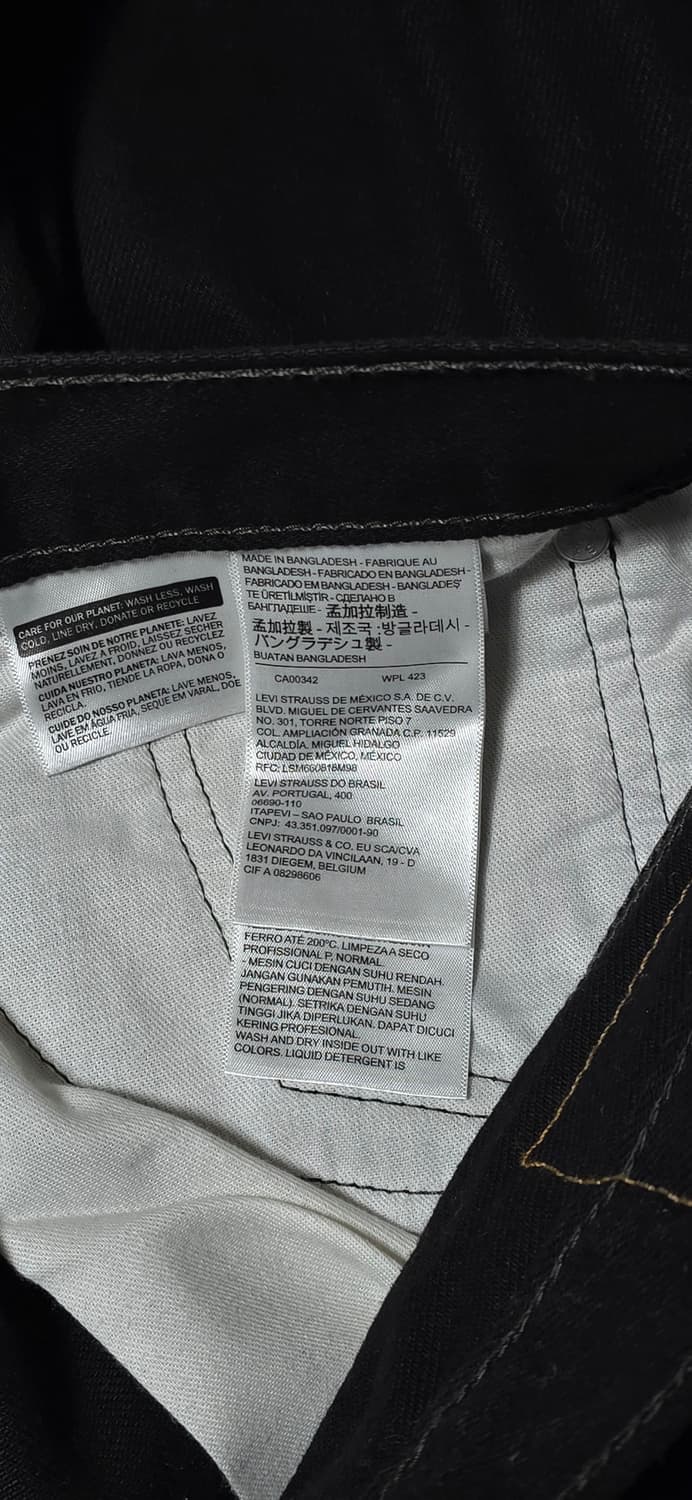 CARE FOR OUR PLANET: WASH LESS, WASH
COLD, LINE DRY, DONATE OR RECYCLE
PRENEZ SOIN DE NOTRE PLANETE: LAVEZ
MOINS, LAVEZ A FROID, LAISSEZ SECHER
NATURELLEMENT, DONNEZ OU RECYCLEZ
CUIDA NUESTRO PLANETA: LAVA MENOS,
LAVA EN FRIO, TIENDE LA ROPA, DONA O
RECICLA.
CUIDE DO NOSSO PLANETA: LAVE MENOS,
LAVE EM ÁGUA FRIA, SEQUE EM VARAL, DOE
OU RECICLE
MADE IN BANGLADESH - FABRIQUE AU
BANGLADESH - FABRICADO EN BANGLADESH -
FABRICADO EM BANGLADESH - BANGLADEŞ'
TE ÜRETİLMİŞTİR - СДЕЛАНО В
БАНГЛАДЕШЕ - 孟加拉制造 -
孟加拉製 - 제조국 :방글라데시 -
バングラデシュ製 -
BUATAN BANGLADESH
CA00342 WPL 423
LEVI STRAUSS DE MÉXICO S.A. DE C.V.
BLVD. MIGUEL DE CERVANTES SAAVEDRA
NO. 301, TORRE NORTE PISO 7
COL. AMPLIACIÓN GRANADA C.P. 11529
ALCALDÍA. MIGUEL HIDALGO
CIUDAD DE MÉXICO, MÉXICO
RFC: LSM660818M98
LEVI STRAUSS DO BRASIL
AV. PORTUGAL, 400
06690-110
ITAPEVI – SAO PAULO BRASIL
CNPJ: 43.351.097/0001-90
LEVI STRAUSS & CO, EU SCA/CVA
LEONARDO DA VINCILAAN, 19 - D
1831 DIEGEM, BELGIUM
CIF A 08298606
FERRO ATÉ 200°C. LIMPEZA A SECO
PROFISSIONAL P, NORMAL.
- MESIN CUCI DENGAN SUHU RENDAH.
JANGAN GUNAKAN PEMUTIH. MESIN
PENGERING DENGAN SUHU SEDANG
(NORMAL). SETRIKA DENGAN SUHU
TINGGI JIKA DIPERLUKAN. DAPAT DICUCI
KERING PROFESIONAL.
WASH AND DRY INSIDE OUT WITH LIKE
COLORS. LIQUID DETERGENT IS